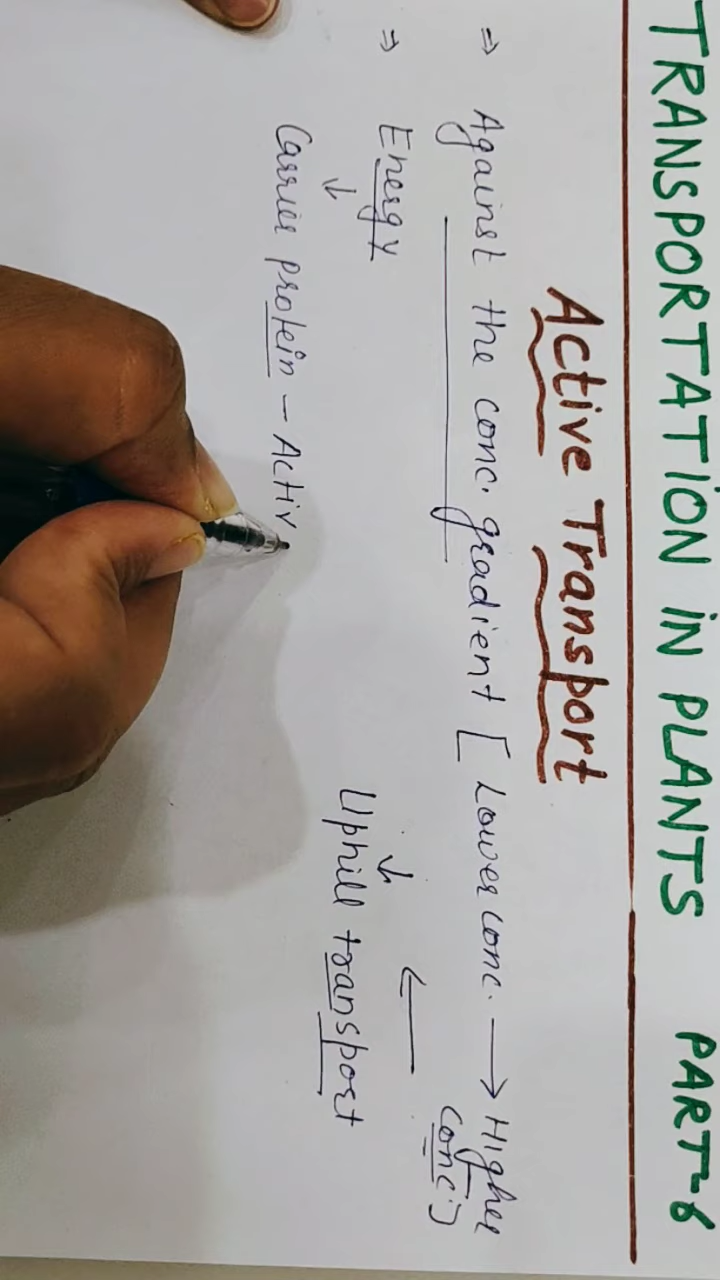 TRANSPORTATION IN PLANTS PART-6
Active Transport
⇒ Against the conc. gradient [Lower conc. → Higher
conc.]
⇒ Energy
↓
↓
Uphill transport
Carrier protein - Activ